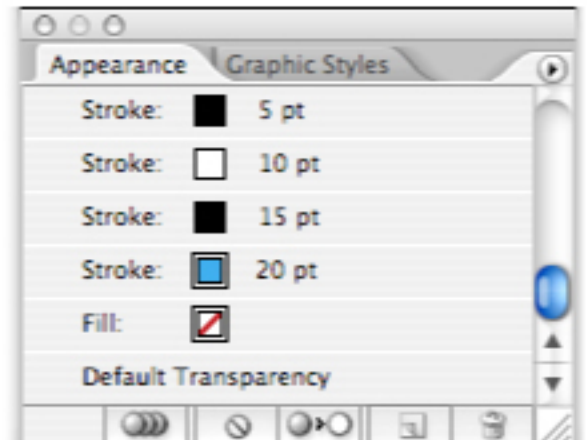 Appearance Graphic Styles
Stroke: 5 pt
Stroke: 10 pt
Stroke: 15 pt
Stroke: 20 pt
Fill:
Default Transparency